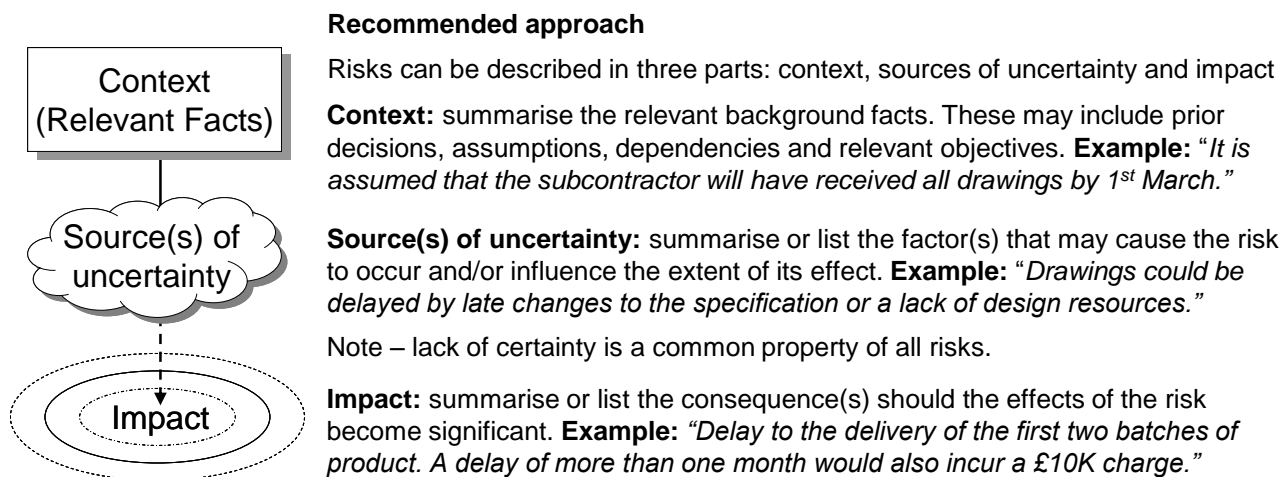 Recommended approach
Context
(Relevant Facts)
Risks can be described in three parts: context, sources of uncertainty and impact
Context: summarise the relevant background facts. These may include prior
decisions, assumptions, dependencies and relevant objectives. Example: “It is
assumed that the subcontractor will have received all drawings by 1st March.”
Source(s) of
uncertainty
Source(s) of uncertainty: summarise or list the factor(s) that may cause the risk
to occur and/or influence the extent of its effect. Example: “Drawings could be
delayed by late changes to the specification or a lack of design resources.”
Note – lack of certainty is a common property of all risks.
Impact
Impact: summarise or list the consequence(s) should the effects of the risk
become significant. Example: “Delay to the delivery of the first two batches of
product. A delay of more than one month would also incur a £10K charge.”